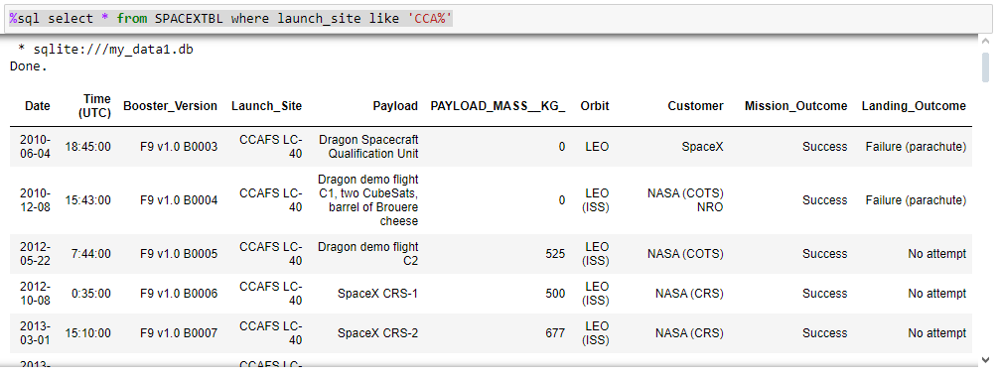 %sql select * from SPACEXTBL where launch_site like 'CCA%'
* sqlite:///my_data1.db
Done.
Date Time (UTC) Booster_Version Launch_Site Payload PAYLOAD_MASS__KG_ Orbit Customer Mission_Outcome Landing_Outcome
2010-06-04 18:45:00 F9 v1.0 B0003 CCAFS LC-40 Dragon Spacecraft Qualification Unit 0 LEO SpaceX Success Failure (parachute)
2010-12-08 15:43:00 F9 v1.0 B0004 CCAFS LC-40 Dragon demo flight C1, two CubeSats, barrel of Brouere cheese 0 LEO (ISS) NASA (COTS) NRO Success Failure (parachute)
2012-05-22 7:44:00 F9 v1.0 B0005 CCAFS LC-40 Dragon demo flight C2 525 LEO (ISS) NASA (COTS) Success No attempt
2012-10-08 0:35:00 F9 v1.0 B0006 CCAFS LC-40 SpaceX CRS-1 500 LEO (ISS) NASA (CRS) Success No attempt
2013-03-01 15:10:00 F9 v1.0 B0007 CCAFS LC-40 SpaceX CRS-2 677 LEO (ISS) NASA (CRS) Success No attempt
2013- CCAFS LC-